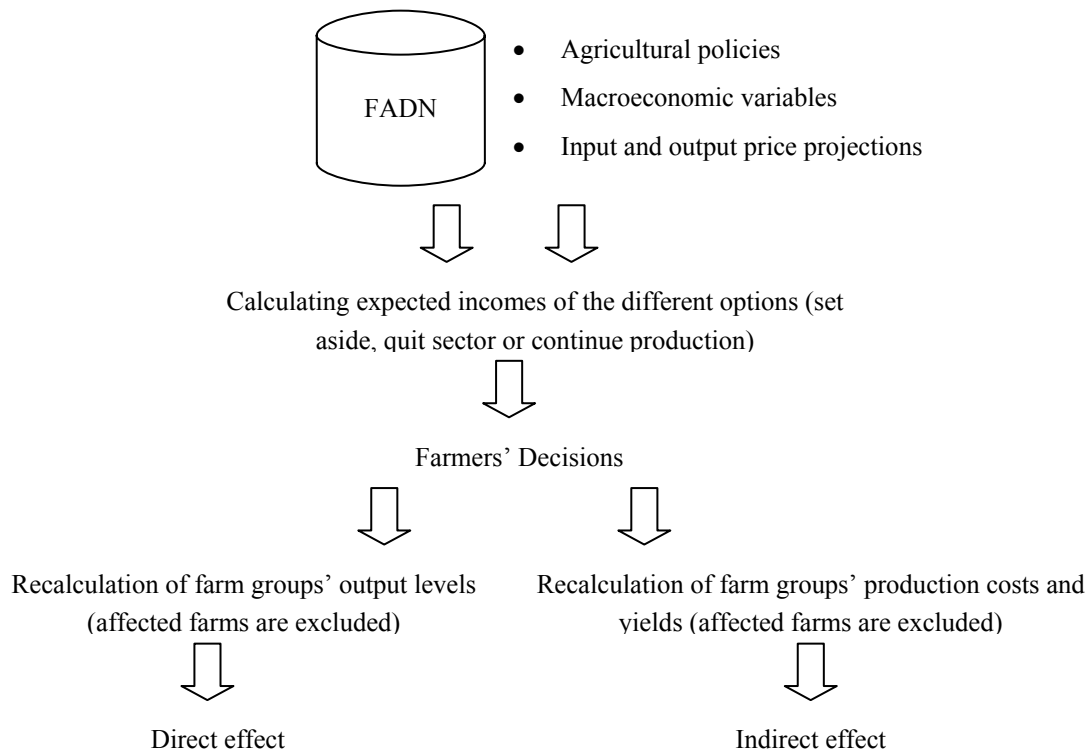 FADN
• Agricultural policies
• Macroeconomic variables
• Input and output price projections
Calculating expected incomes of the different options (set
aside, quit sector or continue production)
Farmers’ Decisions
Recalculation of farm groups’ output levels
(affected farms are excluded)
Recalculation of farm groups’ production costs and
yields (affected farms are excluded)
Direct effect
Indirect effect